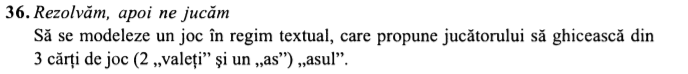 36. Rezolvăm, apoi ne jucăm
Să se modeleze un joc în regim textual, care propune jucătorului să ghicească din
3 cărți de joc (2 „valeți” şi un „as”) „asul”.